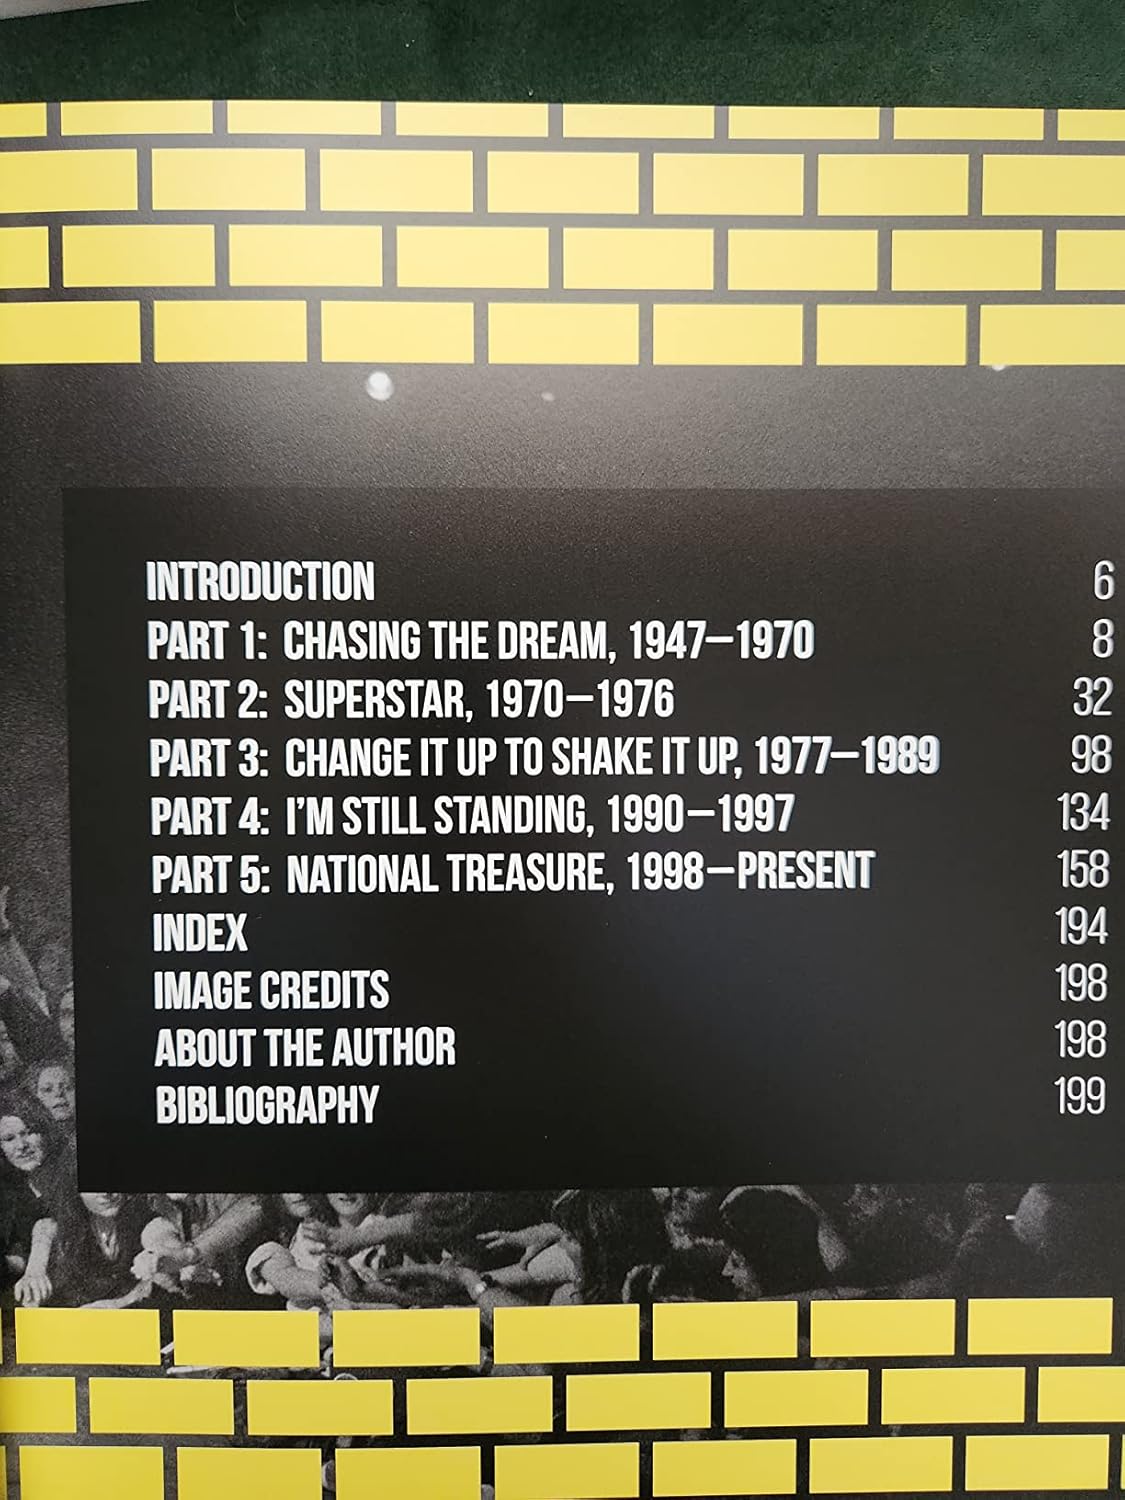 INTRODUCTION 6
PART 1: CHASING THE DREAM, 1947–1970 8
PART 2: SUPERSTAR, 1970–1976 32
PART 3: CHANGE IT UP TO SHAKE IT UP, 1977–1989 98
PART 4: I'M STILL STANDING, 1990–1997 134
PART 5: NATIONAL TREASURE, 1998–PRESENT 158
INDEX 194
IMAGE CREDITS 198
ABOUT THE AUTHOR 198
BIBLIOGRAPHY 199